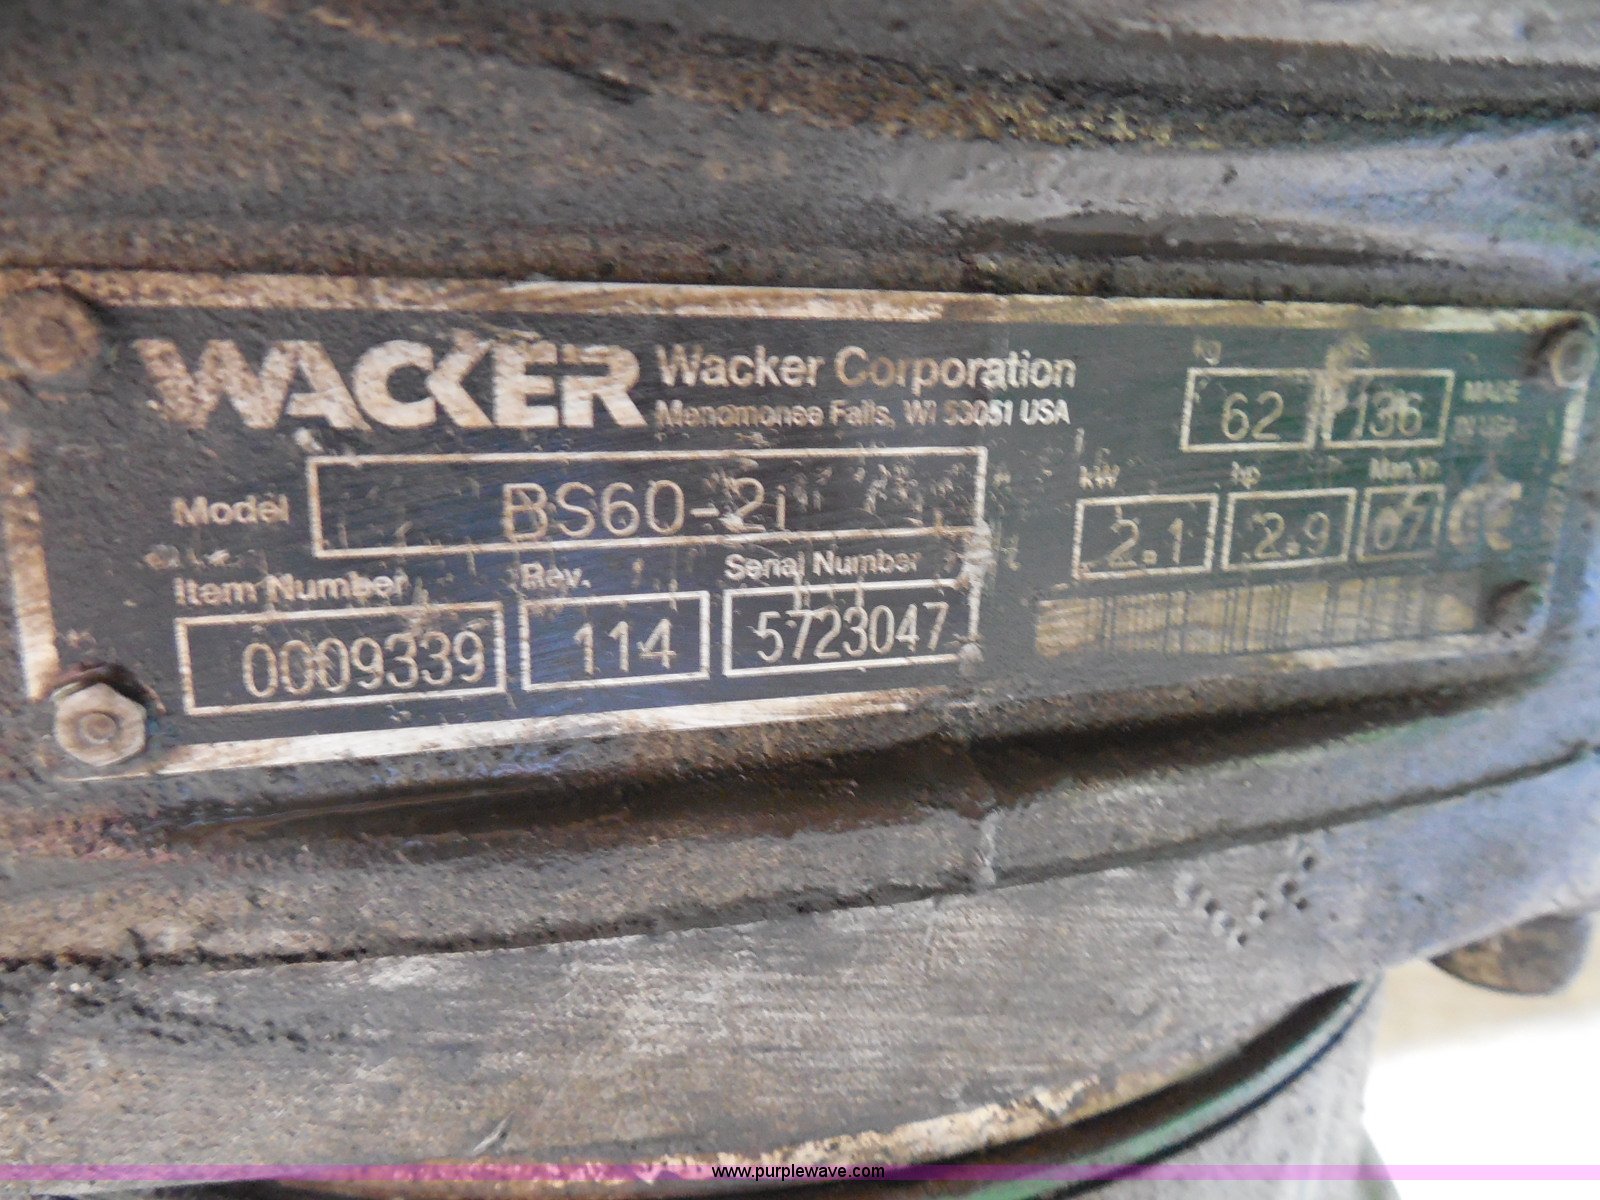 WACKER
Wacker Corporation
Menomonee Falls, WI 53051 USA
kg
62 136
MADE
IN USA
Model BS60-2i
kW hp Man.Yr.
2.1 2.9 07 CE
Item Number Rev. Serial Number
0009339 114 5723047
www.purplewave.com